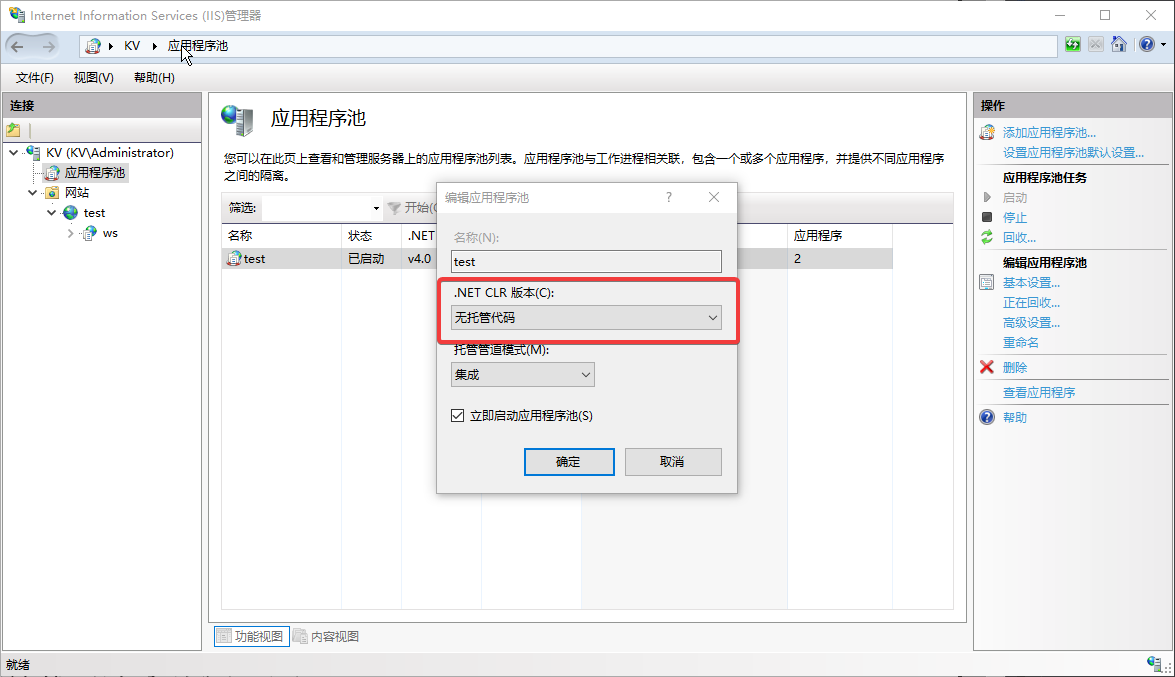 Internet Information Services (IIS)管理器
KV 应用程序池
文件(F) 视图(V) 帮助(H)
连接
KV (KV\Administrator)
应用程序池
网站
test
ws
应用程序池
您可以在此页上查看和管理服务器上的应用程序池列表。应用程序池与工作进程相关联，包含一个或多个应用程序，并提供不同应用程序
之间的隔离。
筛选: 开始(
名称 状态 .NET 应用程序
test 已启动 v4.0 2
编辑应用程序池 ?
名称(N):
test
.NET CLR 版本(C):
无托管代码
托管管道模式(M):
集成
立即启动应用程序池(S)
确定 取消
功能视图 内容视图
操作
添加应用程序池...
设置应用程序池默认设置...
应用程序池任务
启动
停止
回收...
编辑应用程序池
基本设置...
正在回收...
高级设置...
重命名
删除
查看应用程序
帮助
就绪